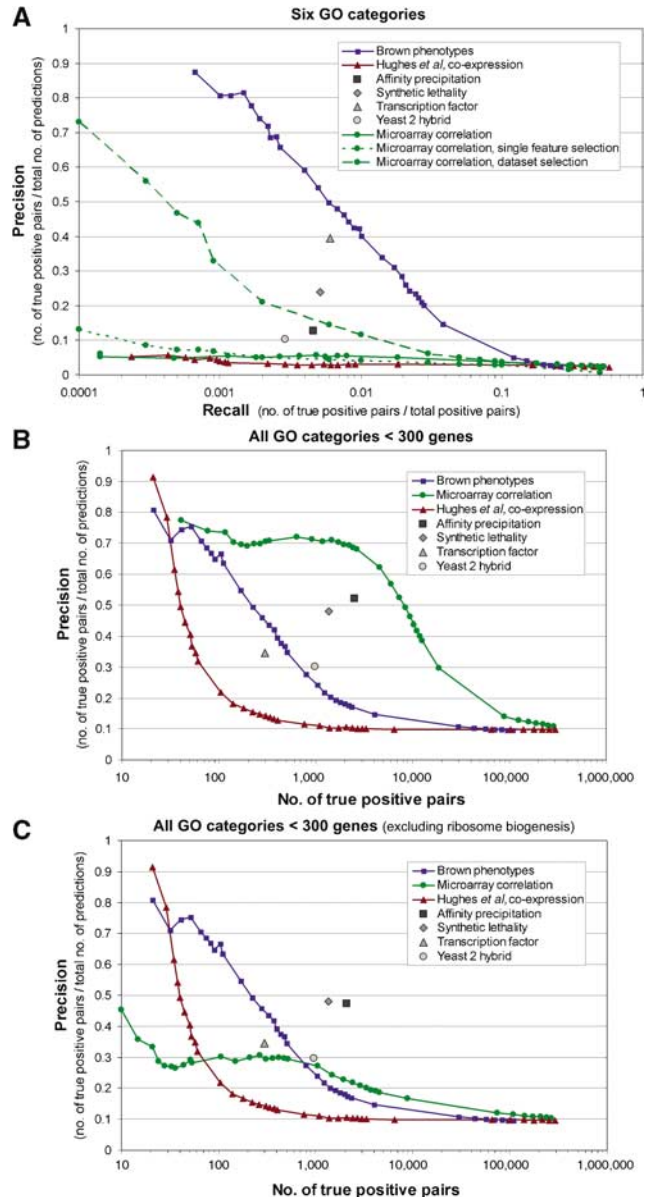 A
Six GO categories
Brown phenotypes
Hughes et al, co-expression
Affinity precipitation
Synthetic lethality
Transcription factor
Yeast 2 hybrid
Microarray correlation
Microarray correlation, single feature selection
Microarray correlation, dataset selection
Precision
(no. of true positive pairs / total no. of predictions)
1
0.9
0.8
0.7
0.6
0.5
0.4
0.3
0.2
0.1
0
0.0001
0.001
0.01
0.1
1
Recall (no. of true positive pairs / total positive pairs)
B
All GO categories < 300 genes
Brown phenotypes
Microarray correlation
Hughes et al, co-expression
Affinity precipitation
Synthetic lethality
Transcription factor
Yeast 2 hybrid
Precision
(no. of true positive pairs / total no. of predictions)
1
0.9
0.8
0.7
0.6
0.5
0.4
0.3
0.2
0.1
0
10
100
1,000
10,000
100,000
1,000,000
No. of true positive pairs
C
All GO categories < 300 genes (excluding ribosome biogenesis)
Brown phenotypes
Microarray correlation
Hughes et al, co-expression
Affinity precipitation
Synthetic lethality
Transcription factor
Yeast 2 hybrid
Precision
(no. of true positive pairs / total no. of predictions)
1
0.9
0.8
0.7
0.6
0.5
0.4
0.3
0.2
0.1
0
10
100
1,000
10,000
100,000
1,000,000
No. of true positive pairs